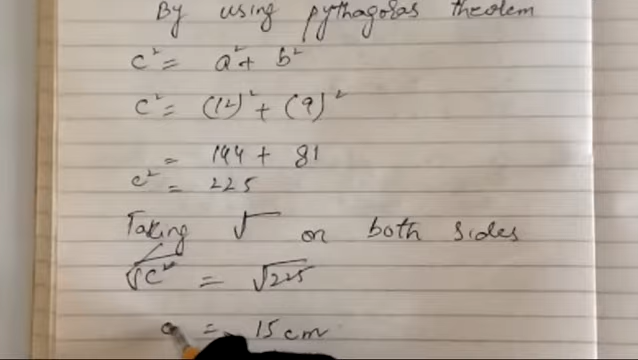 By using pythagoras theorem
c² = a² + b²
c² = (12)² + (9)²
= 144 + 81
c² = 225
Taking √ on both sides
√c² = √225
c = 15 cm